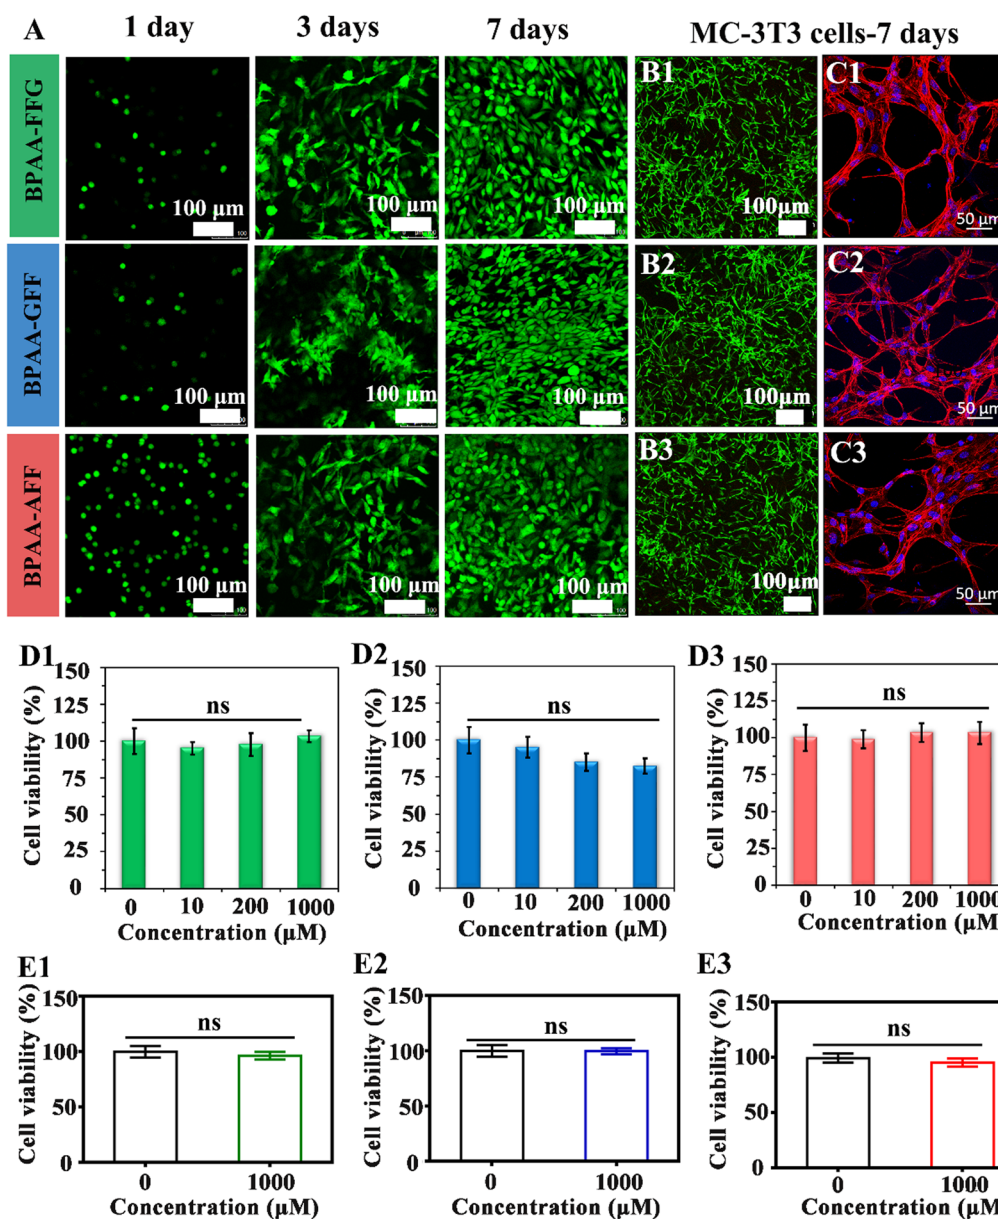 A
1 day
3 days
7 days
MC-3T3 cells-7 days
BPAA-FFG
100 µm
100 µm
100 µm
B1
100µm
C1
50 µm
BPAA-GFF
100 µm
100 µm
100 µm
B2
100µm
C2
50 µm
BPAA-AFF
100 µm
100 µm
100 µm
B3
100µm
C3
50 µm
D1
Cell viability (%)
150
125
100
75
50
25
0
ns
0 10 200 1000
Concentration (µM)
D2
Cell viability (%)
150
125
100
75
50
25
0
ns
0 10 200 1000
Concentration (µM)
D3
Cell viability (%)
150
125
100
75
50
25
0
ns
0 10 200 1000
Concentration (µM)
E1
Cell viability (%)
150
100
50
0
ns
0 1000
Concentration (µM)
E2
Cell viability (%)
150
100
50
0
ns
0 1000
Concentration (µM)
E3
Cell viability (%)
150
100
50
0
ns
0 1000
Concentration (µM)